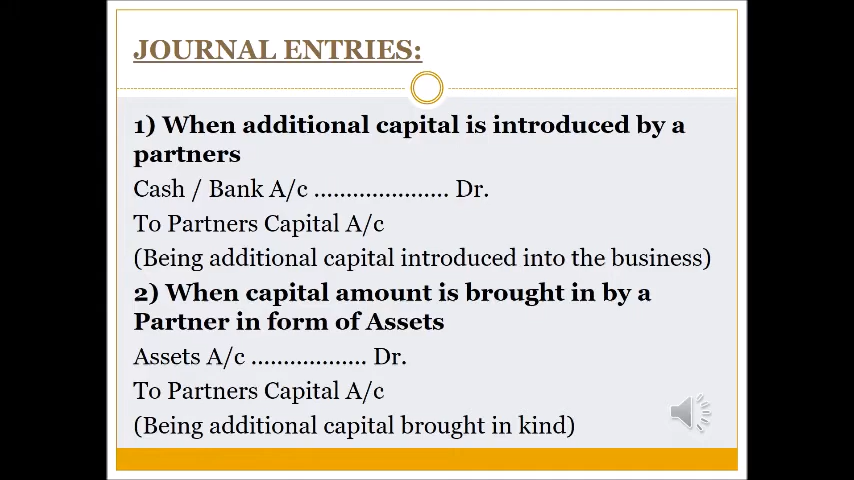 JOURNAL ENTRIES:
1) When additional capital is introduced by a
partners
Cash / Bank A/c ..................... Dr.
To Partners Capital A/c
(Being additional capital introduced into the business)
2) When capital amount is brought in by a
Partner in form of Assets
Assets A/c .................. Dr.
To Partners Capital A/c
(Being additional capital brought in kind)